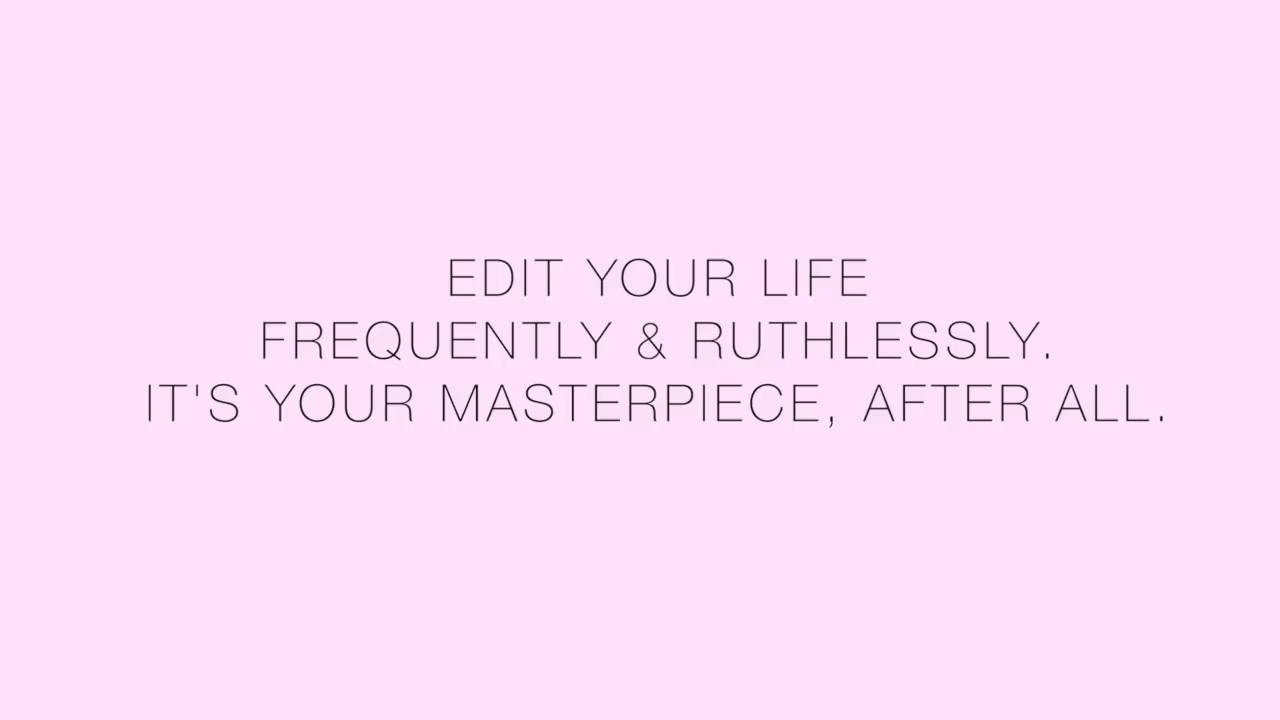 EDIT YOUR LIFE
FREQUENTLY & RUTHLESSLY.
IT'S YOUR MASTERPIECE, AFTER ALL.